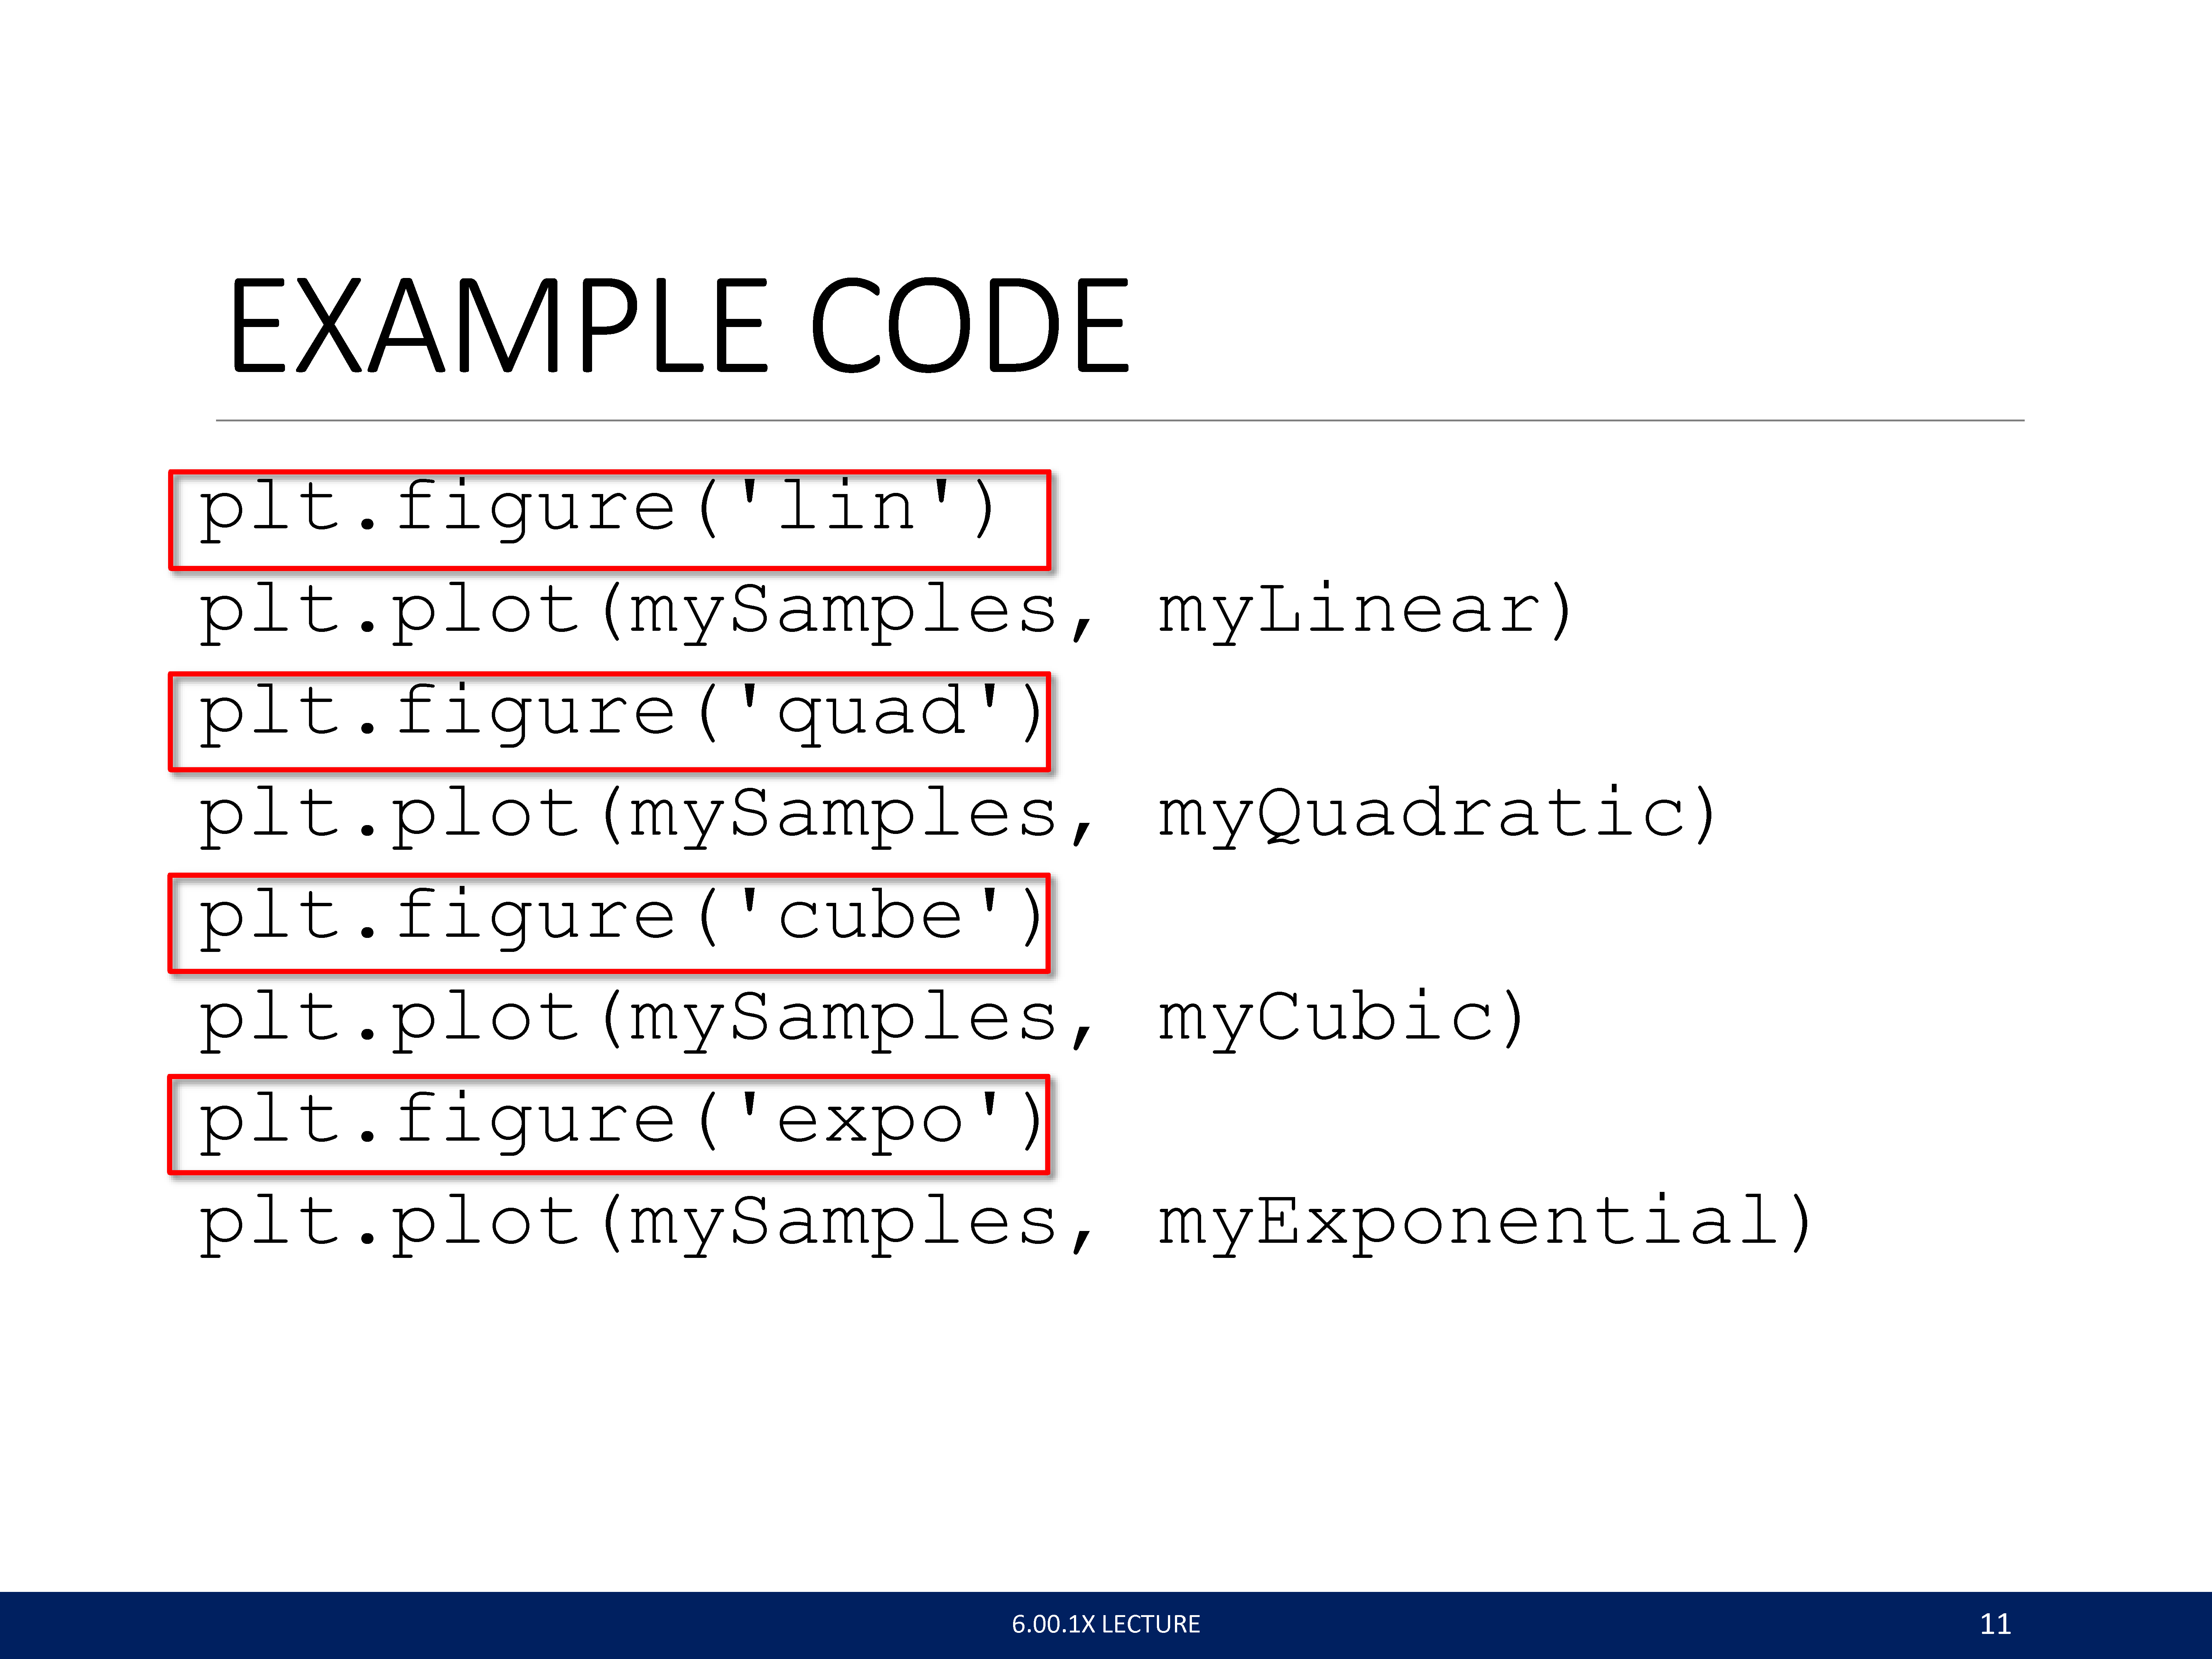 EXAMPLE CODE
plt.figure('lin')
plt.plot(mySamples, myLinear)
plt.figure('quad')
plt.plot(mySamples, myQuadratic)
plt.figure('cube')
plt.plot(mySamples, myCubic)
plt.figure('expo')
plt.plot(mySamples, myExponential)
6.00.1X LECTURE
11